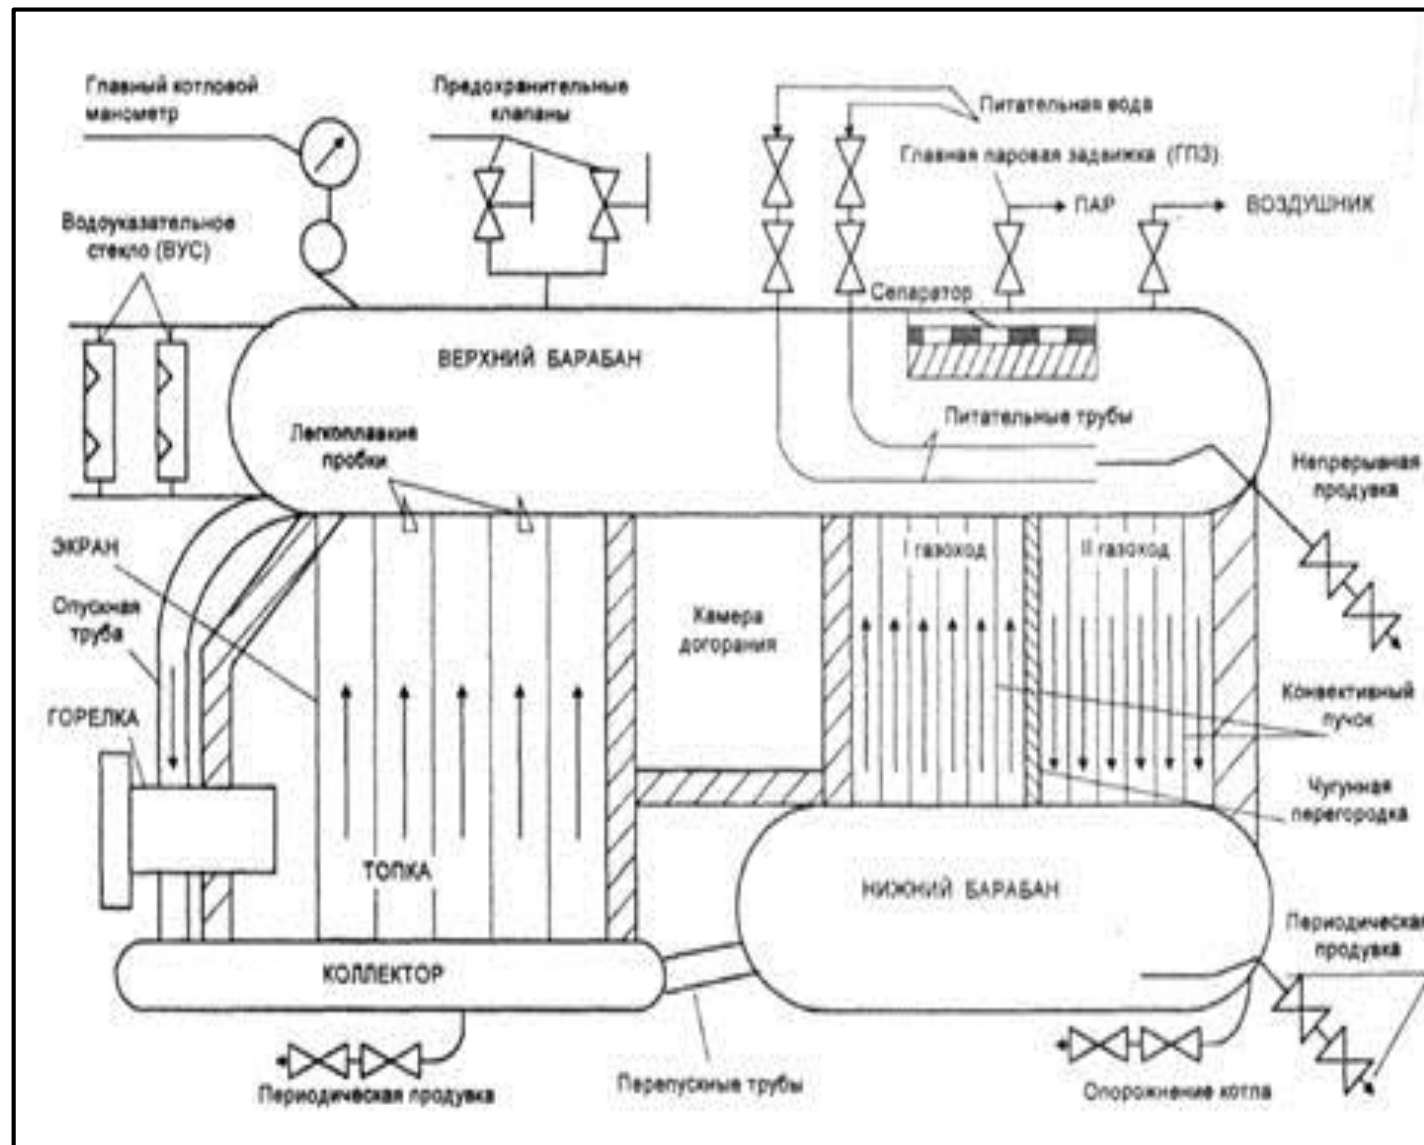 Главный котловой
манометр
Предохранительные
клапаны
Питательная вода
Главная паровая задвижка (ГПЗ)
ПАР
ВОЗДУШНИК
Водоуказательное
стекло (ВУС)
Сепаратор
ВЕРХНИЙ БАРАБАН
Легкоплавкие
пробки
Питательные трубы
Непрерывная
продувка
ЭКРАН
I газоход
II газоход
Опускная
труба
Камера
догорания
ГОРЕЛКА
Конвективный
пучок
Чугунная
перегородка
ТОПКА
НИЖНИЙ БАРАБАН
Периодическая
продувка
КОЛЛЕКТОР
Периодическая продувка
Перепускные трубы
Опорожнение котла